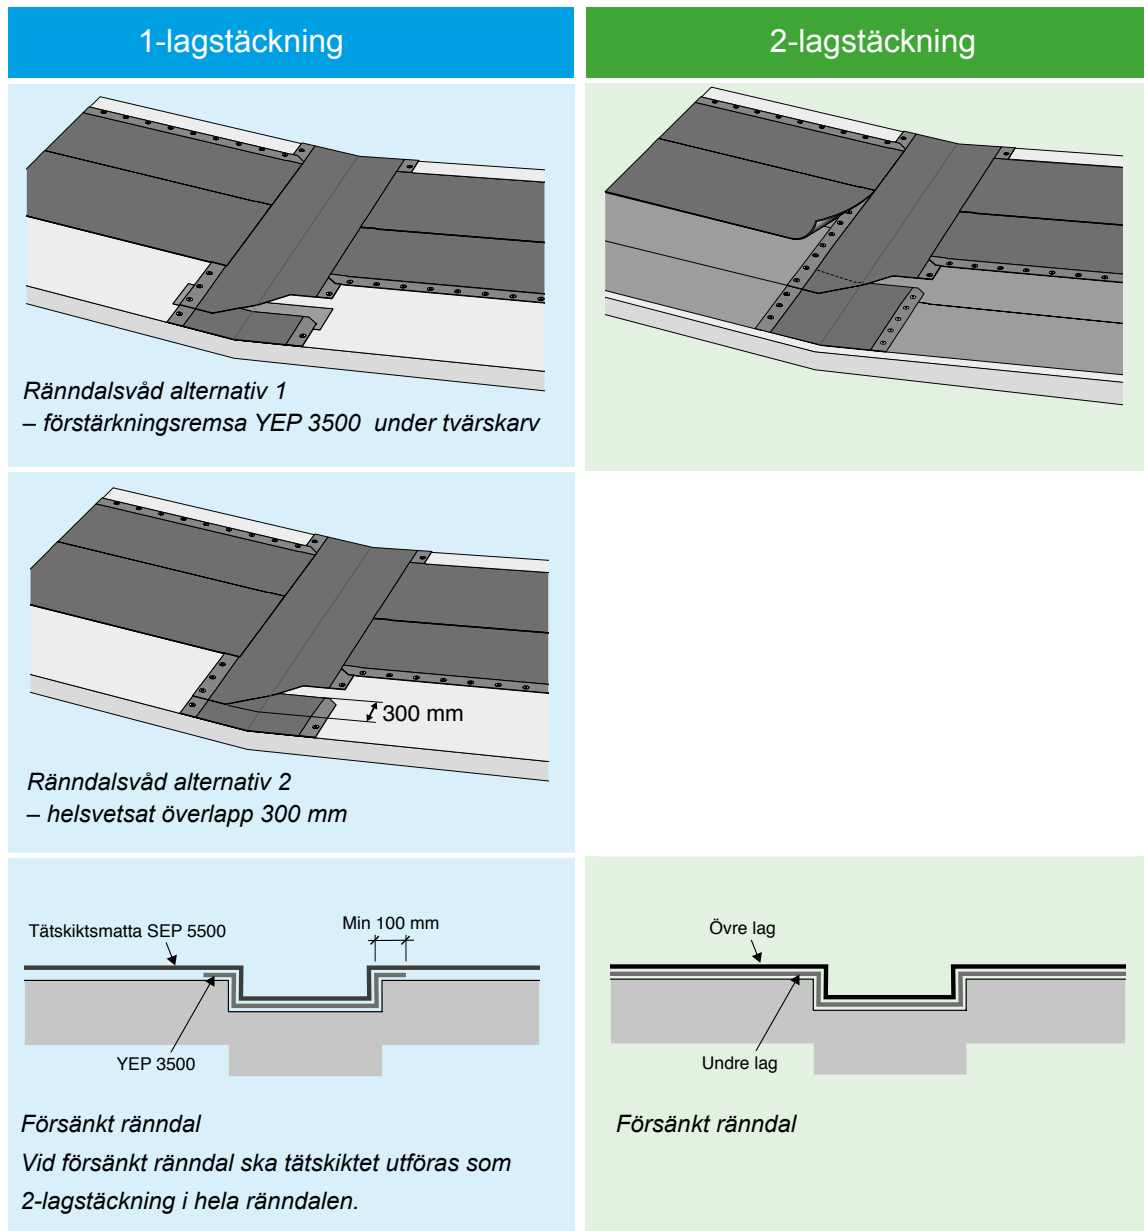 1-lagstäckning
2-lagstäckning
Ränndalsvåd alternativ 1
– förstärkningsremsa YEP 3500 under tvärskarv
300 mm
Ränndalsvåd alternativ 2
– helsvetsat överlapp 300 mm
Tätskiktsmatta SEP 5500
Min 100 mm
YEP 3500
Försänkt ränndal
Vid försänkt ränndal ska tätskiktet utföras som
2-lagstäckning i hela ränndalen.
Övre lag
Undre lag
Försänkt ränndal